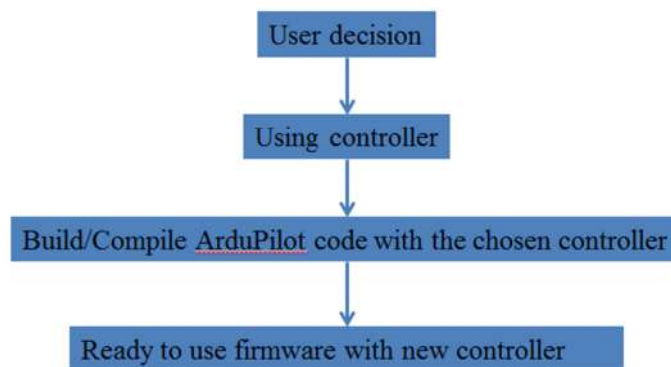 User decision
Using controller
Build/Compile ArduPilot code with the chosen controller
Ready to use firmware with new controller